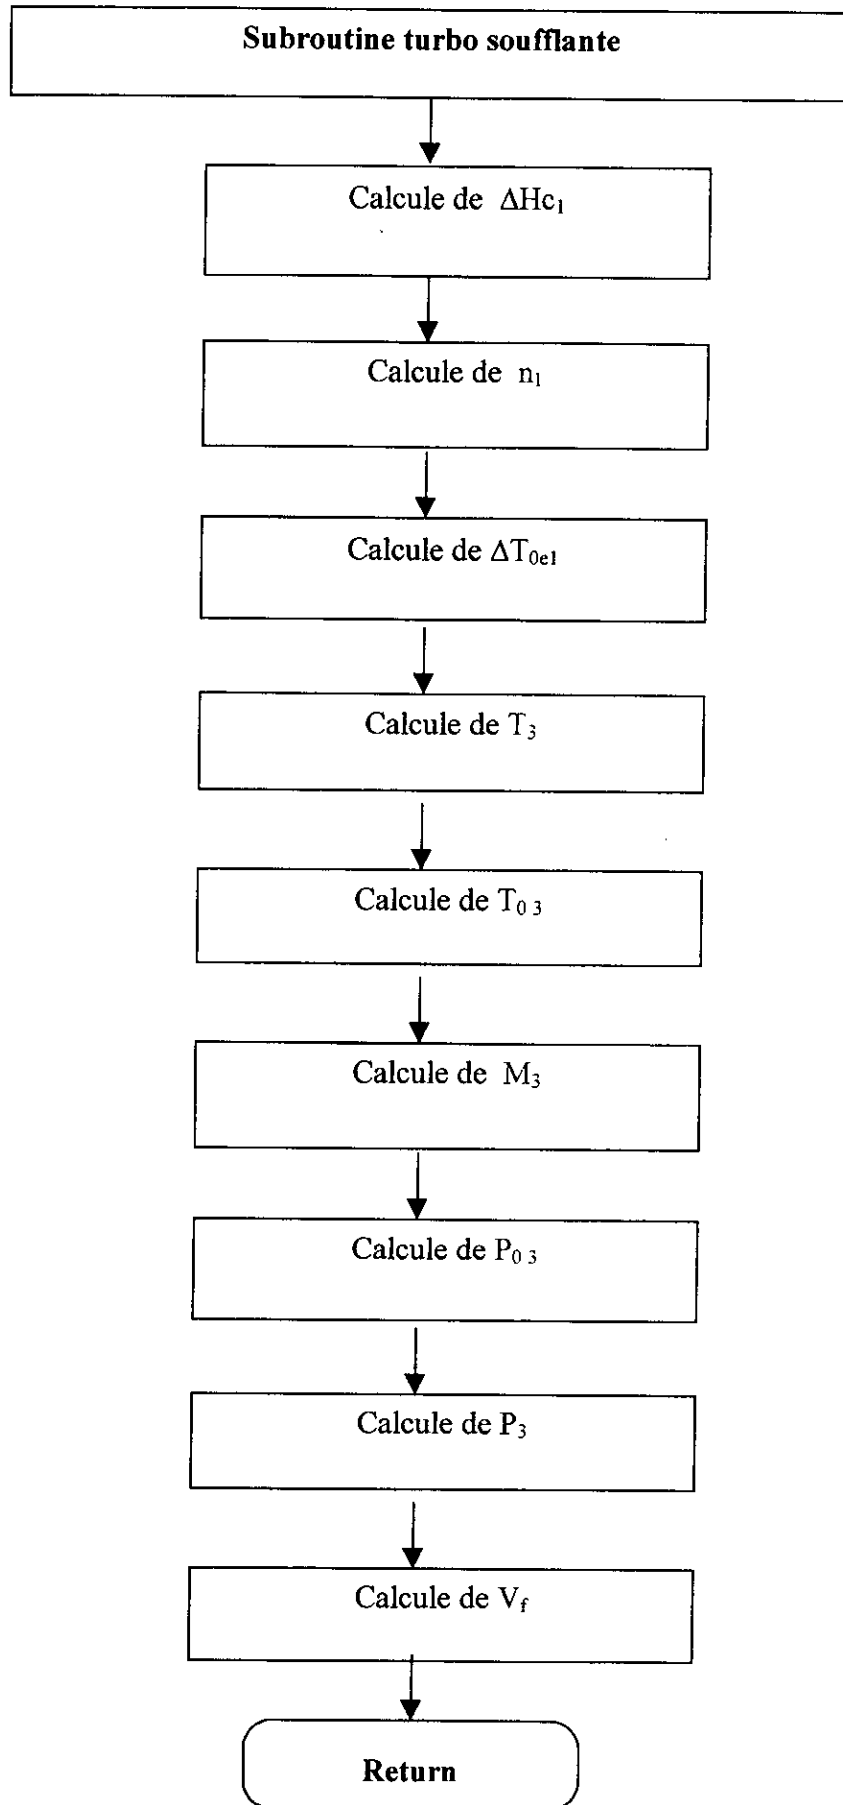 Subroutine turbo soufflante
Calcule de ΔHc₁
Calcule de n₁
Calcule de ΔT₀ₑ₁
Calcule de T₃
Calcule de T₀ ₃
Calcule de M₃
Calcule de P₀ ₃
Calcule de P₃
Calcule de V_f
Return